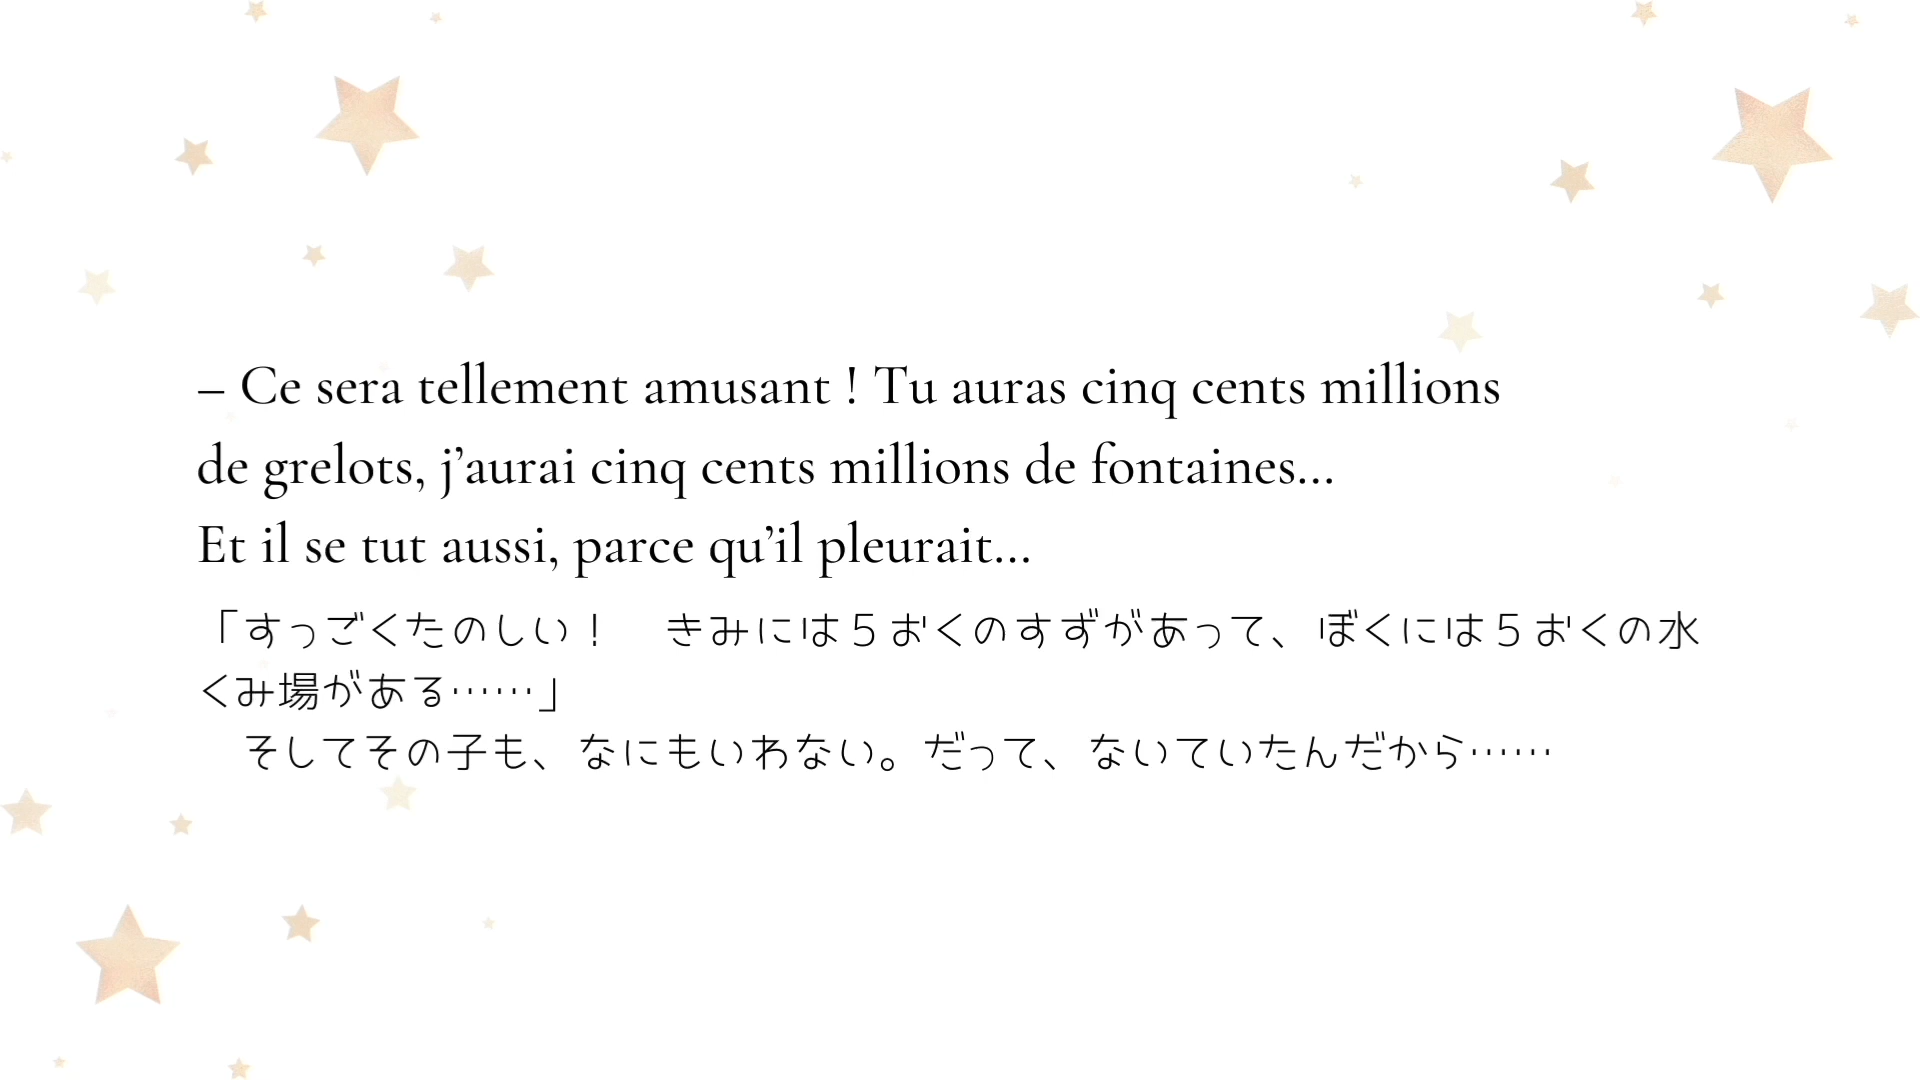 – Ce sera tellement amusant ! Tu auras cinq cents millions
de grelots, j’aurai cinq cents millions de fontaines…
Et il se tut aussi, parce qu’il pleurait…
「すっごくたのしい！　きみには５おくのすずがあって、ぼくには５おくの水
くみ場がある……」
　そしてその子も、なにもいわない。だって、ないていたんだから……